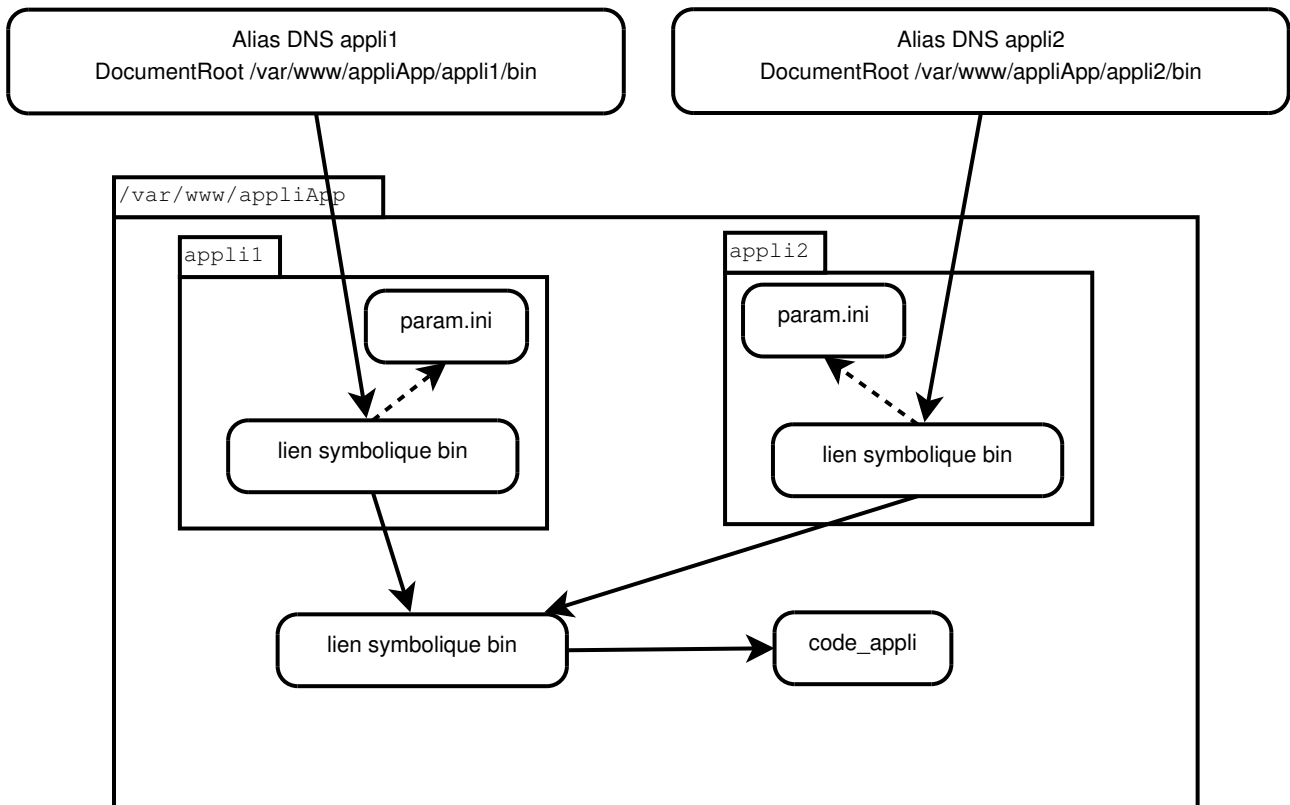 Alias DNS appli1
DocumentRoot /var/www/appliApp/appli1/bin
Alias DNS appli2
DocumentRoot /var/www/appliApp/appli2/bin
/var/www/appliApp
appli1
appli2
param.ini
param.ini
lien symbolique bin
lien symbolique bin
lien symbolique bin
code_appli